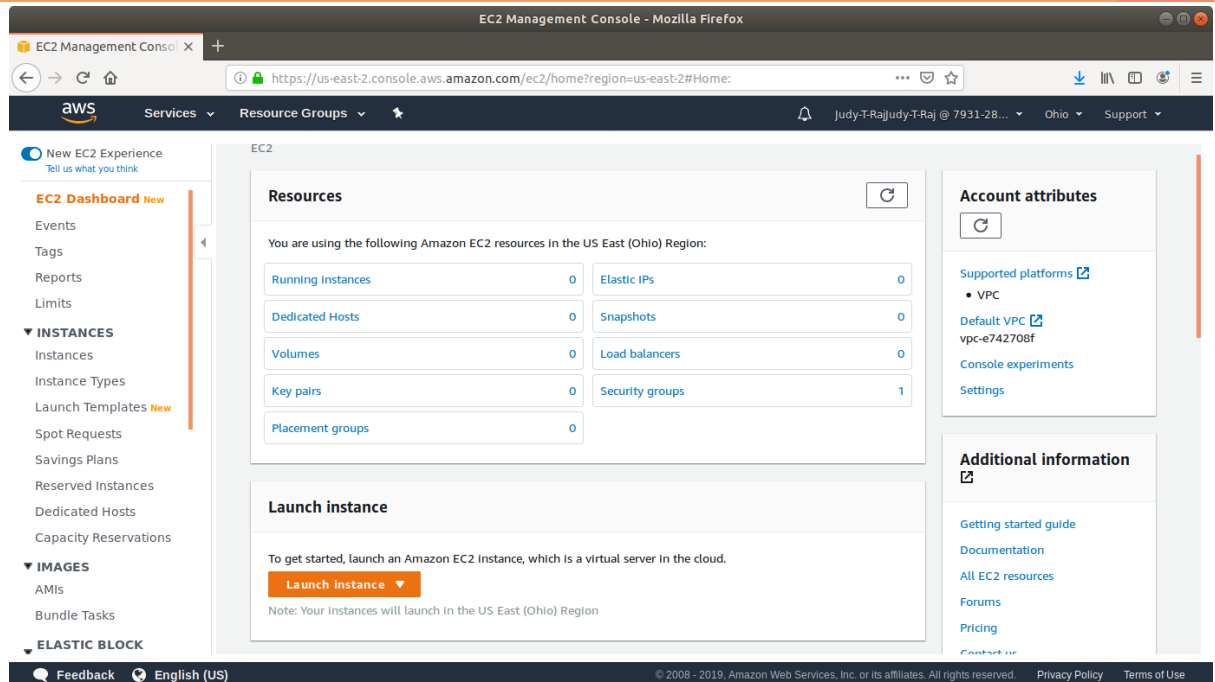 EC2 Management Console - Mozilla Firefox
EC2 Management Consol
https://us-east-2.console.aws.amazon.com/ec2/home?region=us-east-2#Home:
aws
Services
Resource Groups
Judy-T-RajJudy-T-Raj @ 7931-28...
Ohio
Support
New EC2 Experience
Tell us what you think
EC2 Dashboard New
Events
Tags
Reports
Limits
INSTANCES
Instances
Instance Types
Launch Templates New
Spot Requests
Savings Plans
Reserved Instances
Dedicated Hosts
Capacity Reservations
IMAGES
AMIs
Bundle Tasks
ELASTIC BLOCK
EC2
Resources
You are using the following Amazon EC2 resources in the US East (Ohio) Region:
Running instances 0
Elastic IPs 0
Dedicated Hosts 0
Snapshots 0
Volumes 0
Load balancers 0
Key pairs 0
Security groups 1
Placement groups 0
Launch instance
To get started, launch an Amazon EC2 instance, which is a virtual server in the cloud.
Launch instance
Note: Your instances will launch in the US East (Ohio) Region
Account attributes
Supported platforms
• VPC
Default VPC
vpc-e742708f
Console experiments
Settings
Additional information
Getting started guide
Documentation
All EC2 resources
Forums
Pricing
Contact us
Feedback
English (US)
© 2008 - 2019, Amazon Web Services, Inc. or its affiliates. All rights reserved.
Privacy Policy
Terms of Use